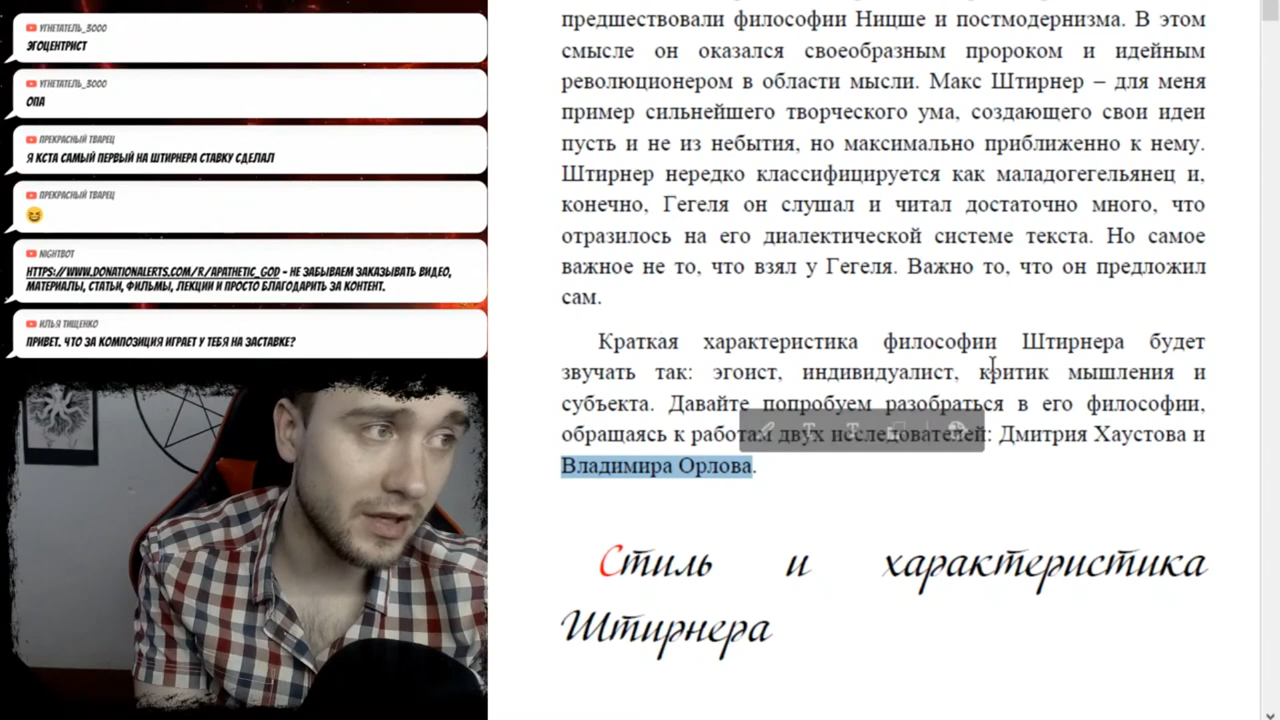 УГНЕТАТЕЛЬ_3000
ЭГОЦЕНТРИСТ
УГНЕТАТЕЛЬ_3000
ОПА
ПРЕКРАСНЫЙ ТВАРЕЦ
Я КСТА САМЫЙ ПЕРВЫЙ НА ШТИРНЕРА СТАВКУ СДЕЛАЛ
ПРЕКРАСНЫЙ ТВАРЕЦ
NIGHTBOT
HTTPS://WWW.DONATIONALERTS.COM/R/APATHETIC_GOD - НЕ ЗАБЫВАЕМ ЗАКАЗЫВАТЬ ВИДЕО,
МАТЕРИАЛЫ, СТАТЬИ, ФИЛЬМЫ, ЛЕКЦИИ И ПРОСТО БЛАГОДАРИТЬ ЗА КОНТЕНТ.
ИЛЬЯ ТИЩЕНКО
ПРИВЕТ. ЧТО ЗА КОМПОЗИЦИЯ ИГРАЕТ У ТЕБЯ НА ЗАСТАВКЕ?
предшествовали философии Ницше и постмодернизма. В этом
смысле он оказался своеобразным пророком и идейным
революционером в области мысли. Макс Штирнер – для меня
пример сильнейшего творческого ума, создающего свои идеи
пусть и не из небытия, но максимально приближенно к нему.
Штирнер нередко классифицируется как маладогегельянец и,
конечно, Гегеля он слушал и читал достаточно много, что
отразилось на его диалектической системе текста. Но самое
важное не то, что взял у Гегеля. Важно то, что он предложил
сам.
Краткая характеристика философии Штирнера будет
звучать так: эгоист, индивидуалист, критик мышления и
субъекта. Давайте попробуем разобраться в его философии,
обращаясь к работам двух исследователей: Дмитрия Хаустова и
Владимира Орлова.
Стиль и характеристика
Штирнера